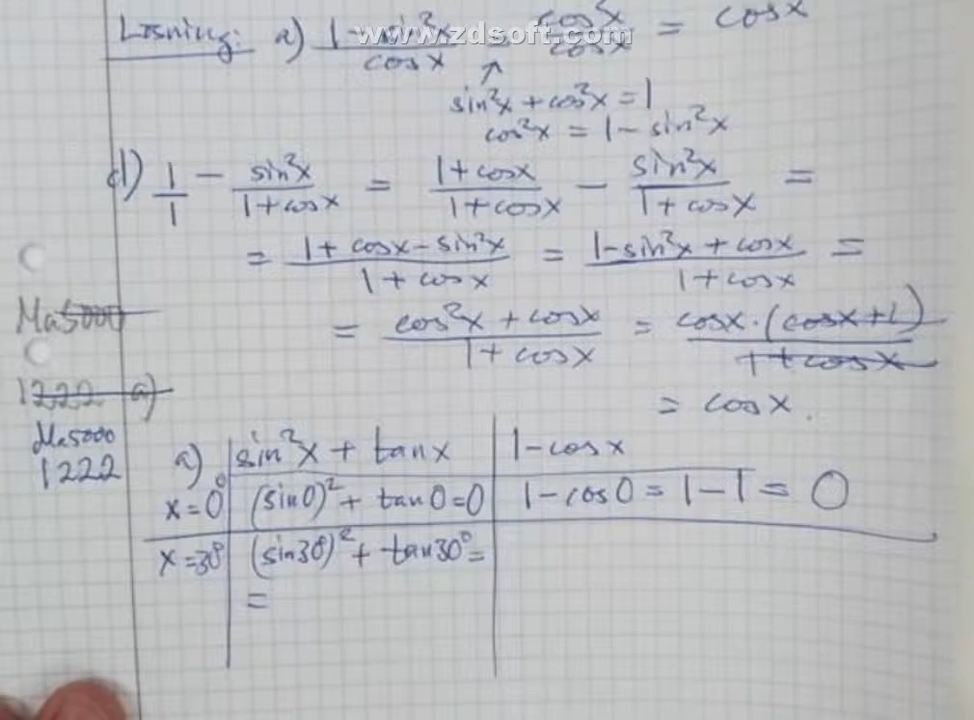 Lösning: a) 1 - sin²x / cos x = cos²x / cos x = cos x
www.zdsoft.com
↑
sin²x + cos²x = 1
cos²x = 1 - sin²x
d) 1/1 - sin²x / 1 + cos x = 1 + cos x / 1 + cos x - sin²x / 1 + cos x =
= 1 + cos x - sin²x / 1 + cos x = 1 - sin²x + cos x / 1 + cos x =
Ma5000
= cos²x + cos x / 1 + cos x = cos x · (cos x + 1) / 1 + cos x
1222 a)
= cos x.
Ma5000
1222
a) sin²x + tan x 1 - cos x
x = 0° (sin 0)² + tan 0 = 0 1 - cos 0 = 1 - 1 = 0
x = 30° (sin 30°)² + tan 30° =
=